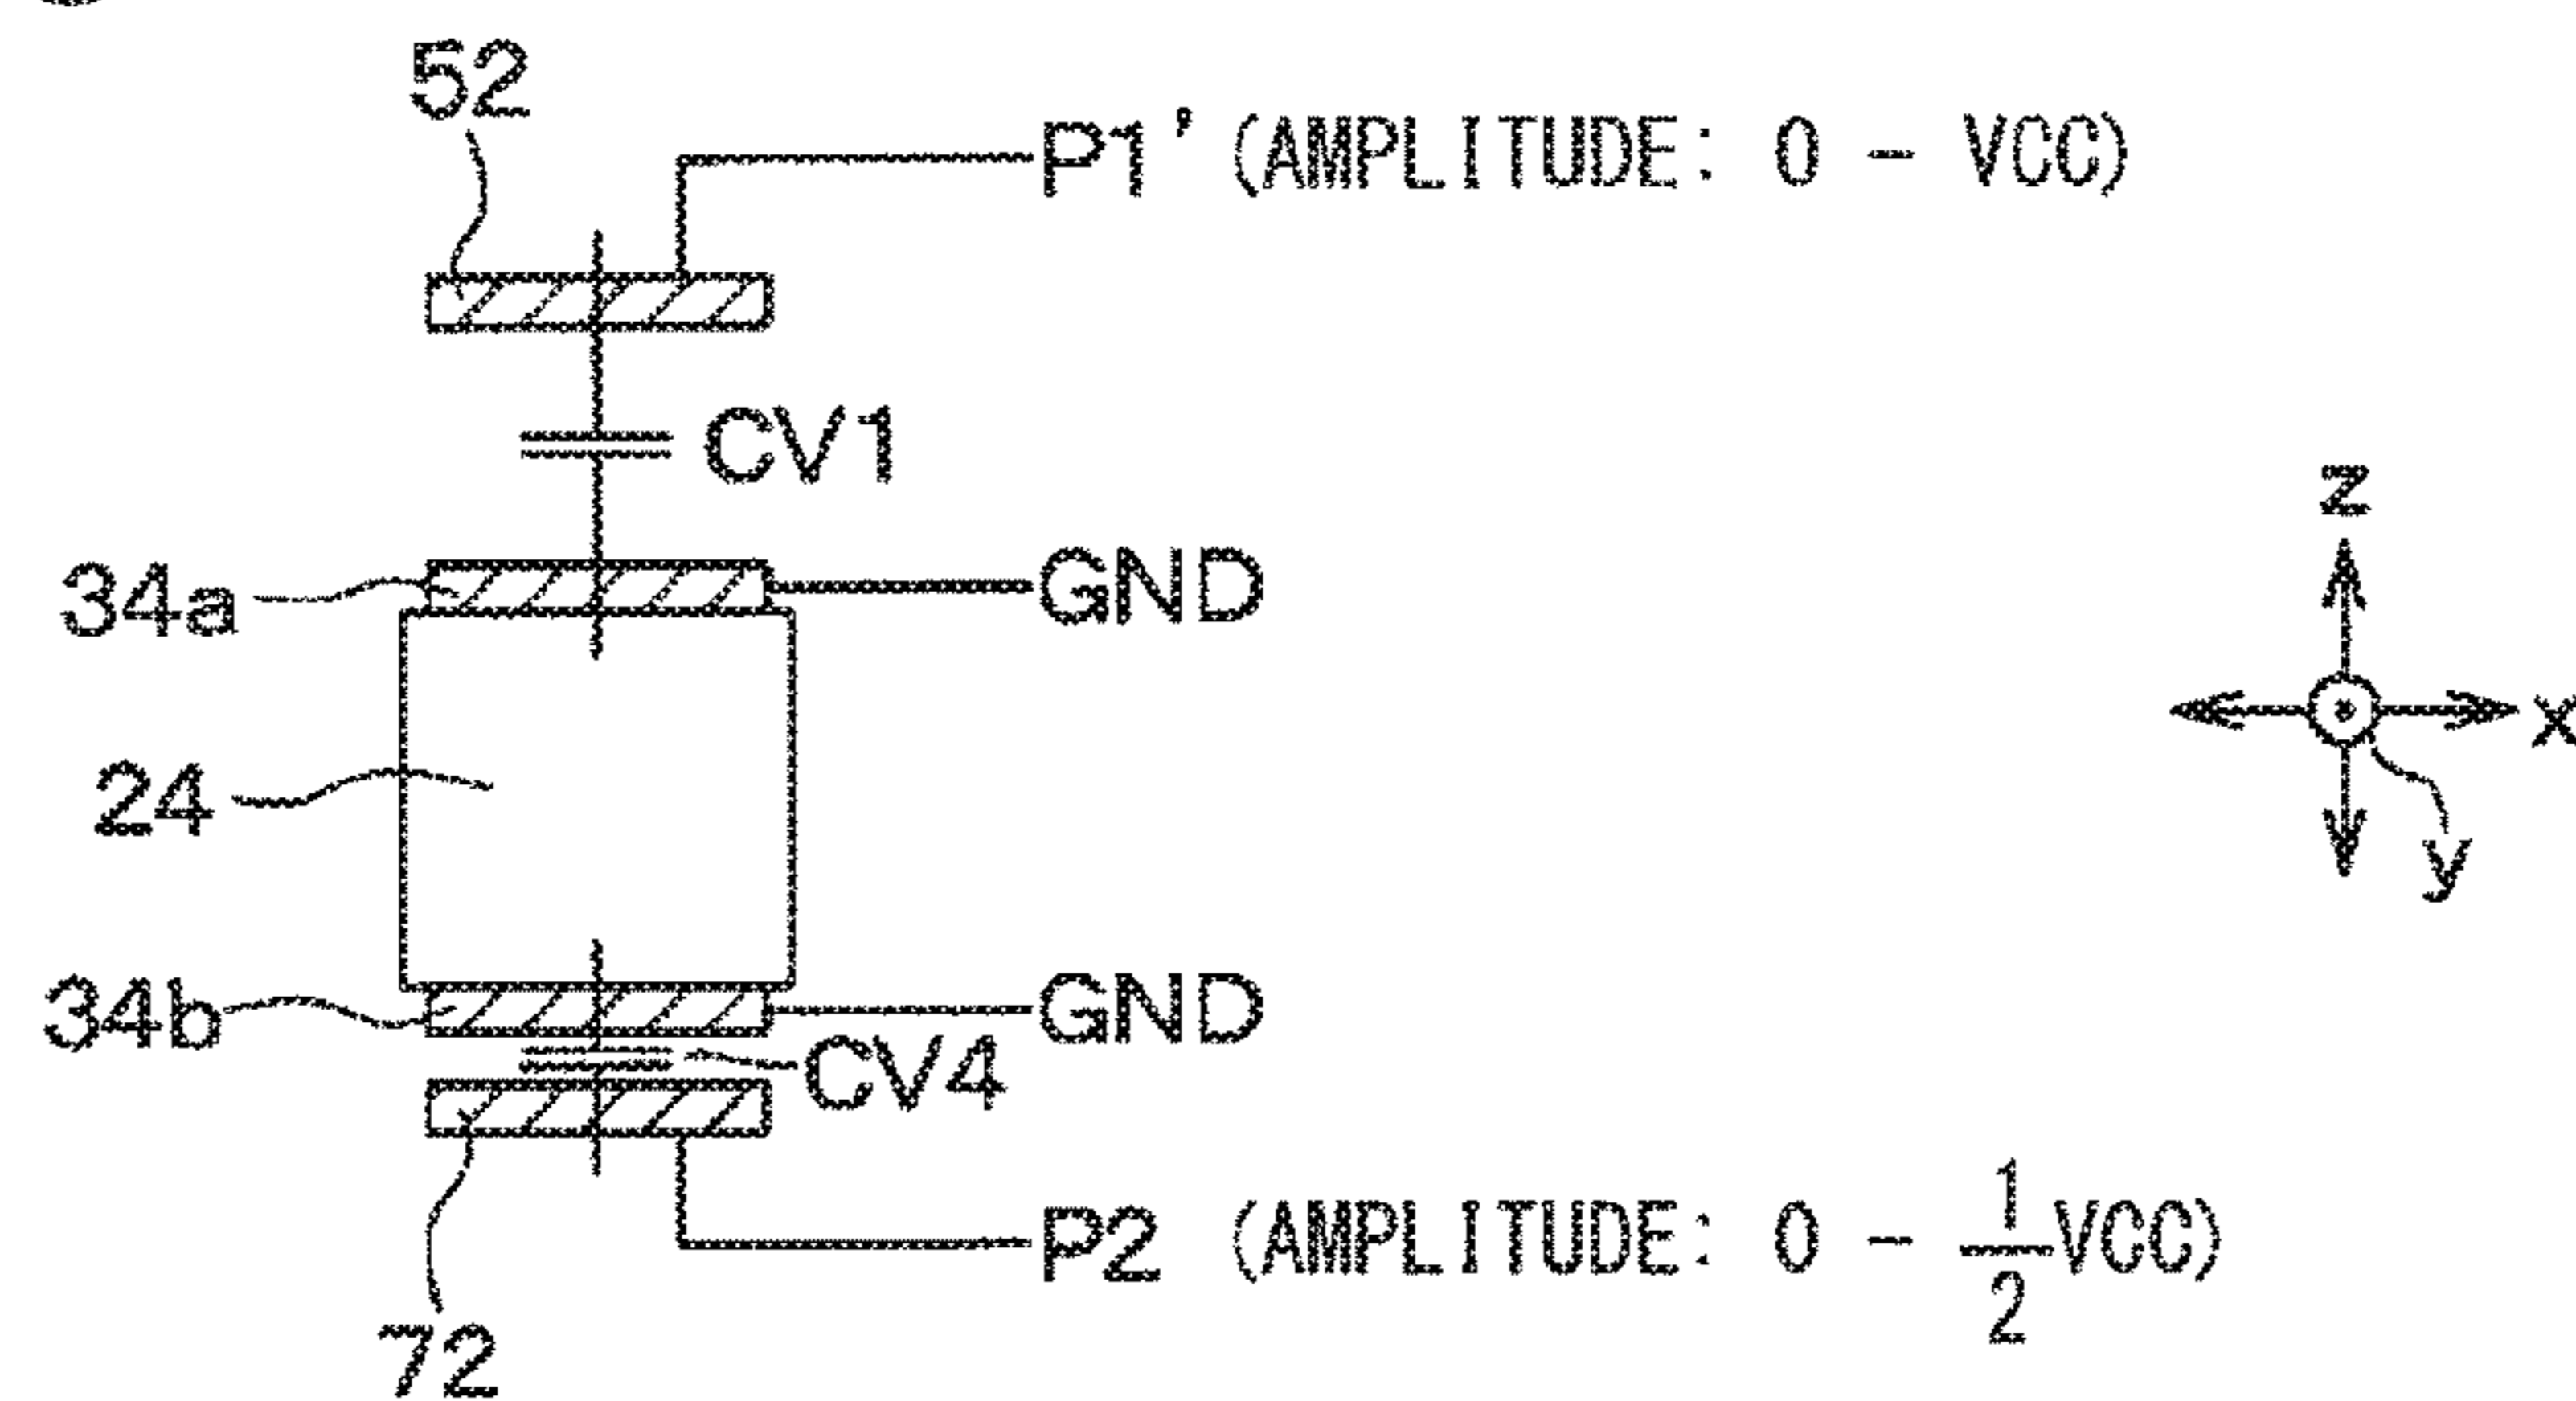 52
P1' (AMPLITUDE: 0 - VCC)
CV1
z
34a
GND
x
24
y
34b
GND
CV4
P2 (AMPLITUDE: 0 - 1/2 VCC)
72